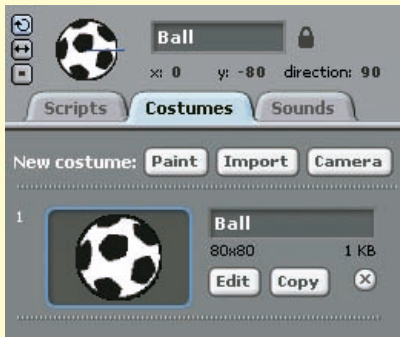 Ball
x: 0 y: -80 direction: 90
Scripts Costumes Sounds
New costume: Paint Import Camera
1
Ball
80x80 1 KB
Edit Copy